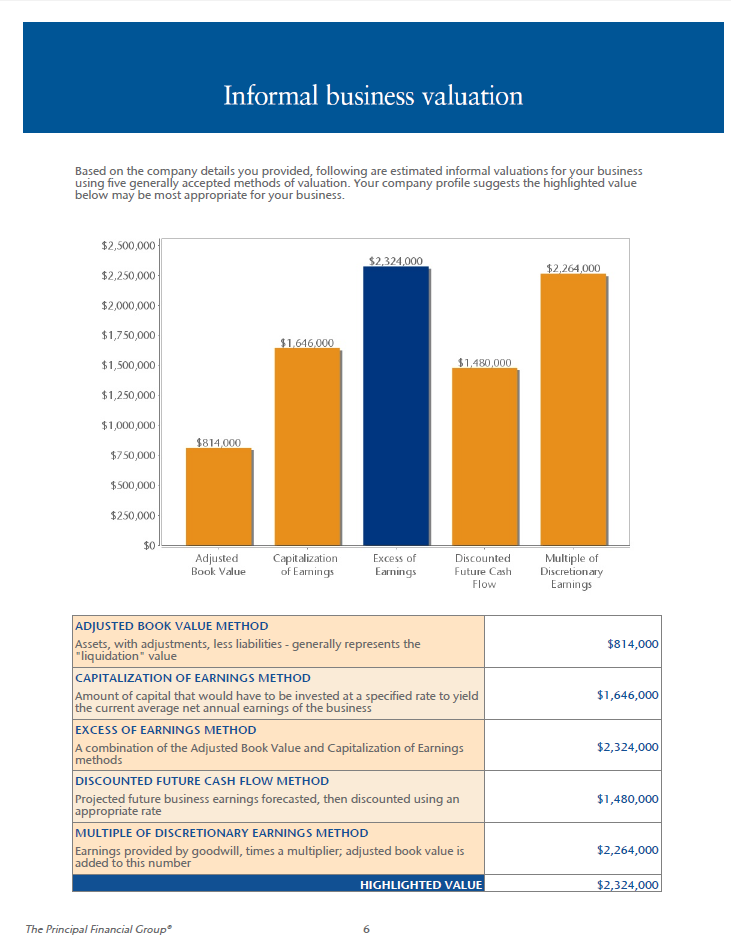 Informal business valuation
Based on the company details you provided, following are estimated informal valuations for your business
using five generally accepted methods of valuation. Your company profile suggests the highlighted value
below may be most appropriate for your business.
$2,500,000
$2,250,000
$2,000,000
$1,750,000
$1,500,000
$1,250,000
$1,000,000
$750,000
$500,000
$250,000
$0
$814,000
$1,646,000
$2,324,000
$1,480,000
$2,264,000
Adjusted
Book Value
Capitalization
of Earnings
Excess of
Earnings
Discounted
Future Cash
Flow
Multiple of
Discretionary
Earnings
ADJUSTED BOOK VALUE METHOD
Assets, with adjustments, less liabilities - generally represents the
"liquidation" value
$814,000
CAPITALIZATION OF EARNINGS METHOD
Amount of capital that would have to be invested at a specified rate to yield
the current average net annual earnings of the business
$1,646,000
EXCESS OF EARNINGS METHOD
A combination of the Adjusted Book Value and Capitalization of Earnings
methods
$2,324,000
DISCOUNTED FUTURE CASH FLOW METHOD
Projected future business earnings forecasted, then discounted using an
appropriate rate
$1,480,000
MULTIPLE OF DISCRETIONARY EARNINGS METHOD
Earnings provided by goodwill, times a multiplier; adjusted book value is
added to this number
$2,264,000
HIGHLIGHTED VALUE $2,324,000
The Principal Financial Group® 6